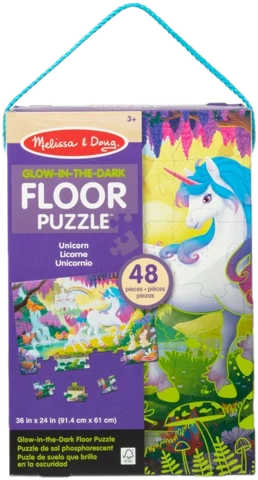 3+
Melissa & Doug
GLOW-IN-THE-DARK
FLOOR
PUZZLE™
Unicorn
Licorne
Unicornio
48
pieces • pièces
piezas
36 in x 24 in (91.4 cm x 61 cm)
Glow-in-the-Dark Floor Puzzle
Puzzle de sol phosphorescent
Puzle de suelo que brilla
en la oscuridad
FSC